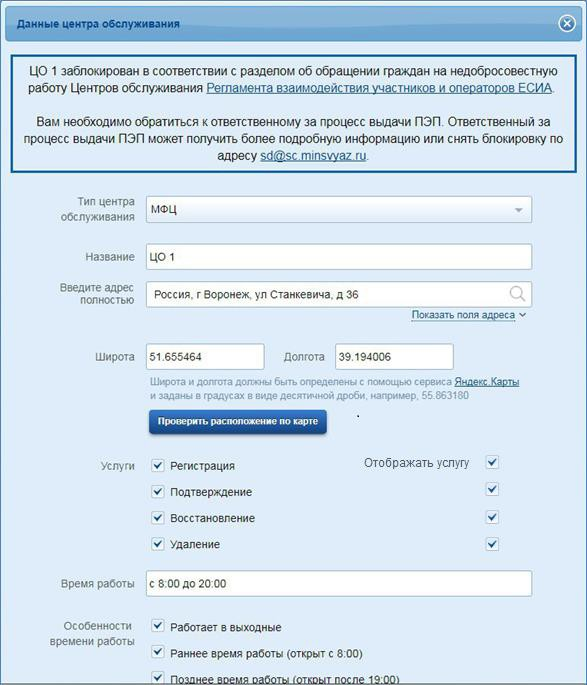 Данные центра обслуживания
ЦО 1 заблокирован в соответствии с разделом об обращении граждан на недобросовестную
работу Центров обслуживания Регламента взаимодействия участников и операторов ЕСИА.
Вам необходимо обратиться к ответственному за процесс выдачи ПЭП. Ответственный за
процесс выдачи ПЭП может получить более подробную информацию или снять блокировку по
адресу sd@sc.minsvyaz.ru.
Тип центра
обслуживания
МФЦ
Название
ЦО 1
Введите адрес
полностью
Россия, г Воронеж, ул Станкевича, д 36
Показать поля адреса
Широта
51.655464
Долгота
39.194006
Широта и долгота должны быть определены с помощью сервиса Яндекс.Карты
и заданы в градусах в виде десятичной дроби, например, 55.863180
Проверить расположение по карте
Услуги
Регистрация
Отображать услугу
Подтверждение
Восстановление
Удаление
Время работы
с 8:00 до 20:00
Особенности
времени работы
Работает в выходные
Раннее время работы (открыт с 8:00)
Позднее время работы (открыт после 19:00)